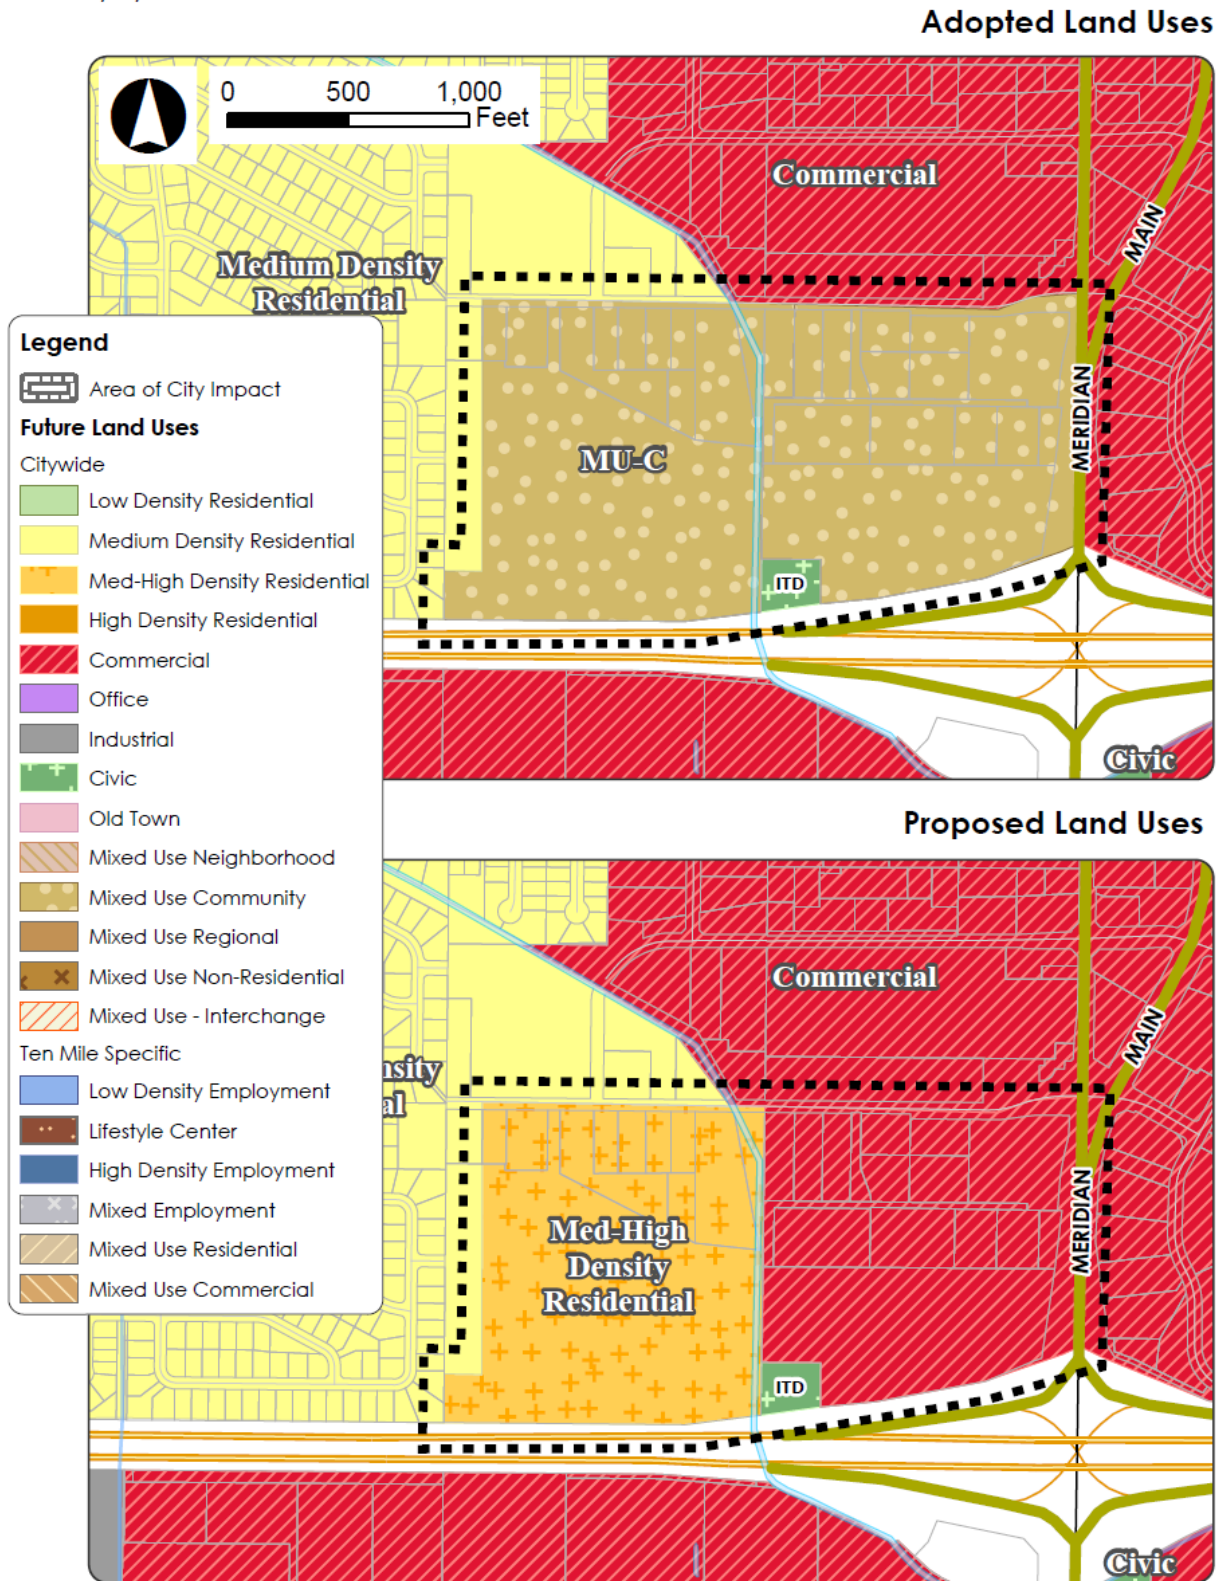 Adopted Land Uses
0 500 1,000
Feet
Commercial
MAIN
Medium Density
Residential
MERIDIAN
MU-C
ITD
Civic
Legend
Area of City Impact
Future Land Uses
Citywide
Low Density Residential
Medium Density Residential
Med-High Density Residential
High Density Residential
Commercial
Office
Industrial
Civic
Old Town
Mixed Use Neighborhood
Mixed Use Community
Mixed Use Regional
Mixed Use Non-Residential
Mixed Use - Interchange
Ten Mile Specific
Low Density Employment
Lifestyle Center
High Density Employment
Mixed Employment
Mixed Use Residential
Mixed Use Commercial
Proposed Land Uses
Commercial
MAIN
nsity
al
MERIDIAN
Med-High
Density
Residential
ITD
Civic